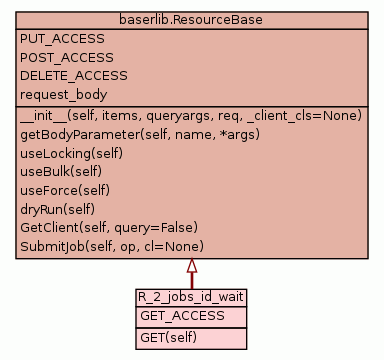 baserlib.ResourceBase
PUT_ACCESS
POST_ACCESS
DELETE_ACCESS
request_body
__init__(self, items, queryargs, req, _client_cls=None)
getBodyParameter(self, name, *args)
useLocking(self)
useBulk(self)
useForce(self)
dryRun(self)
GetClient(self, query=False)
SubmitJob(self, op, cl=None)
R_2_jobs_id_wait
GET_ACCESS
GET(self)